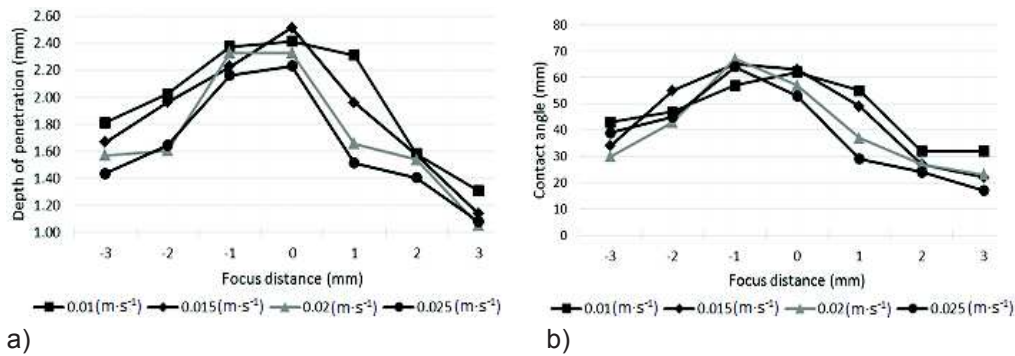 2.60
2.40
2.20
2.00
1.80
1.60
1.40
1.20
1.00
Depth of penetration (mm)
-3 -2 -1 0 1 2 3
Focus distance (mm)
0.01(m·s⁻¹) 0.015(m·s⁻¹) 0.02(m·s⁻¹) 0.025(m·s⁻¹)
a)
80
70
60
50
40
30
20
10
0
Contact angle (mm)
-3 -2 -1 0 1 2 3
Focus distance (mm)
0.01(m·s⁻¹) 0.015(m·s⁻¹) 0.02(m·s⁻¹) 0.025(m·s⁻¹)
b)